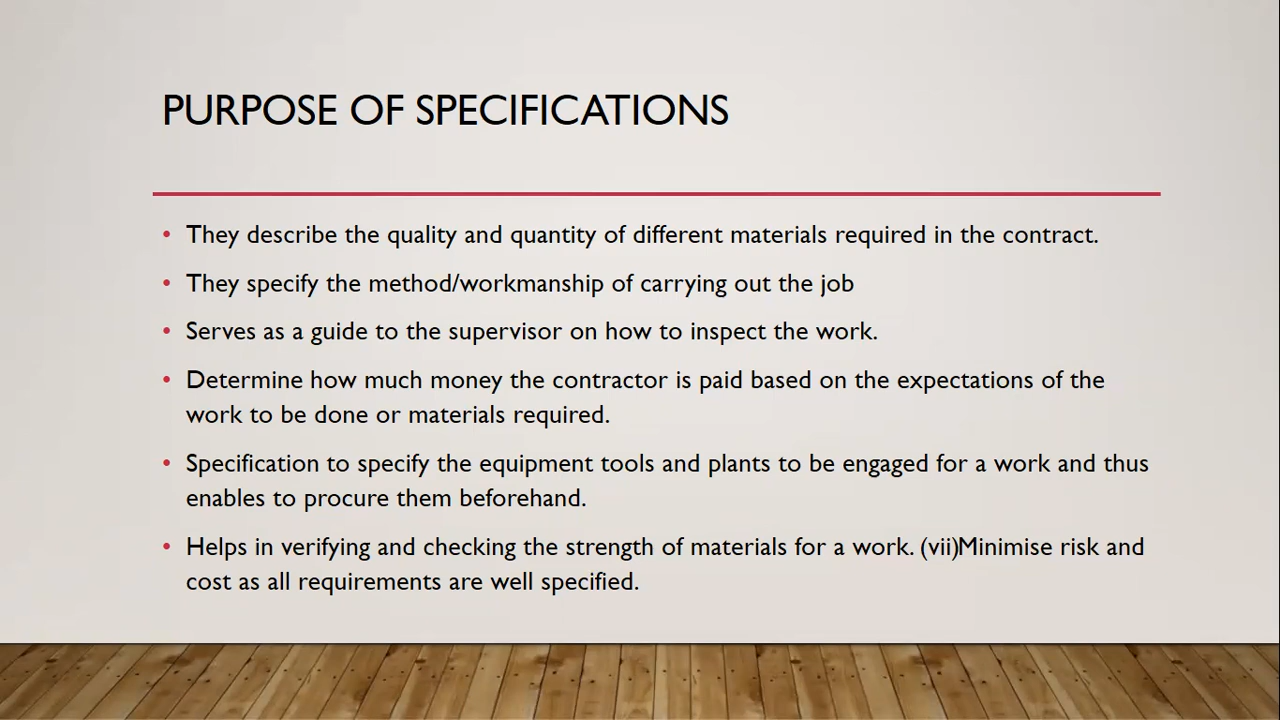 PURPOSE OF SPECIFICATIONS
• They describe the quality and quantity of different materials required in the contract.
• They specify the method/workmanship of carrying out the job
• Serves as a guide to the supervisor on how to inspect the work.
• Determine how much money the contractor is paid based on the expectations of the
work to be done or materials required.
• Specification to specify the equipment tools and plants to be engaged for a work and thus
enables to procure them beforehand.
• Helps in verifying and checking the strength of materials for a work. (vii)Minimise risk and
cost as all requirements are well specified.